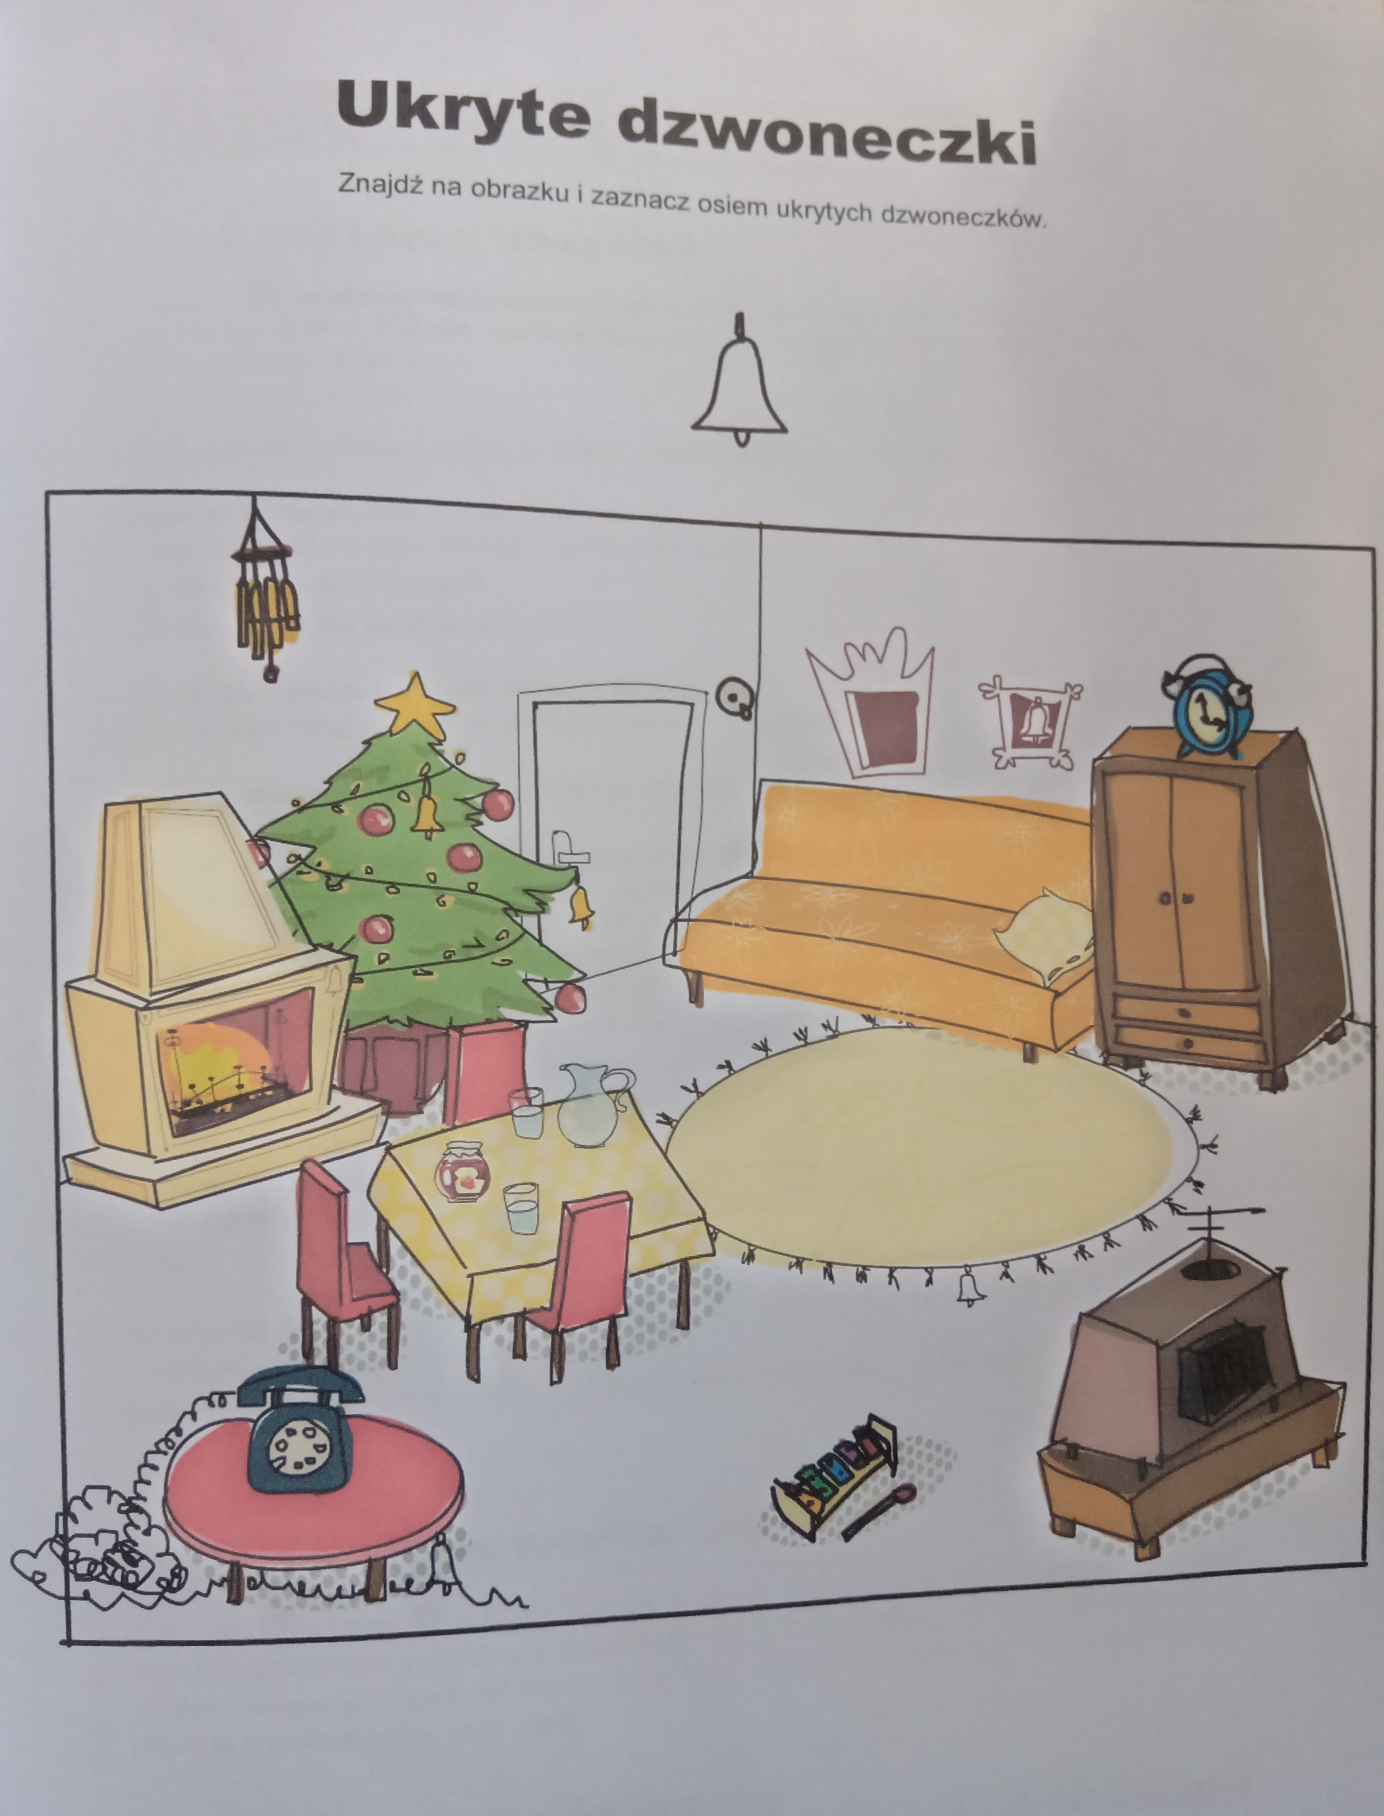 Ukryte dzwoneczki
Znajdź na obrazku i zaznacz osiem ukrytych dzwoneczków.